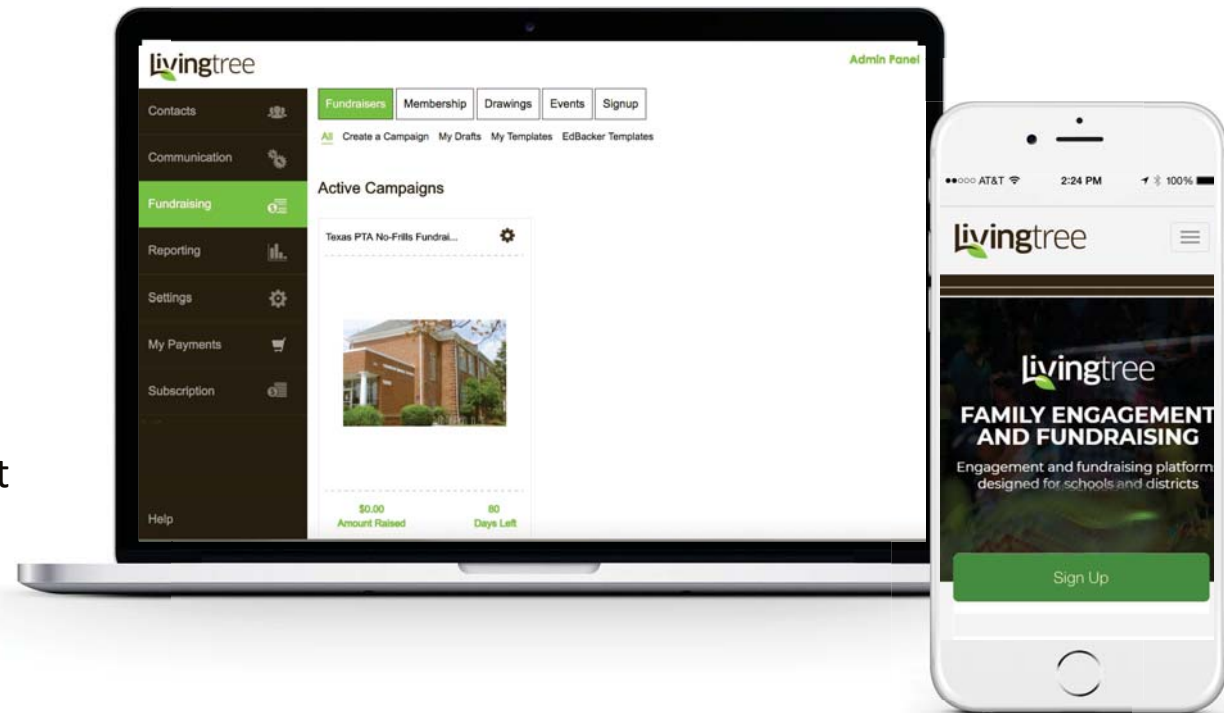 livingtree
Admin Panel
Contacts
Communication
Fundraising
Reporting
Settings
My Payments
Subscription
Help
Fundraisers Membership Drawings Events Signup
All Create a Campaign My Drafts My Templates EdBacker Templates
Active Campaigns
Texas PTA No-Frills Fundrai...
$0.00
Amount Raised
80
Days Left
t
AT&T 2:24 PM 100%
livingtree
livingtree
FAMILY ENGAGEMENT
AND FUNDRAISING
Engagement and fundraising platform
designed for schools and districts
Sign Up